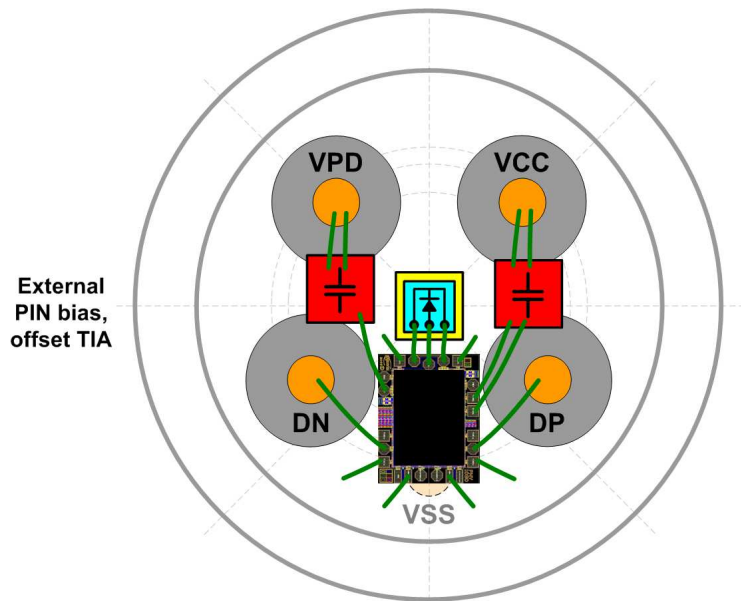 VPD
VCC
External
PIN bias,
offset TIA
DN
DP
VSS